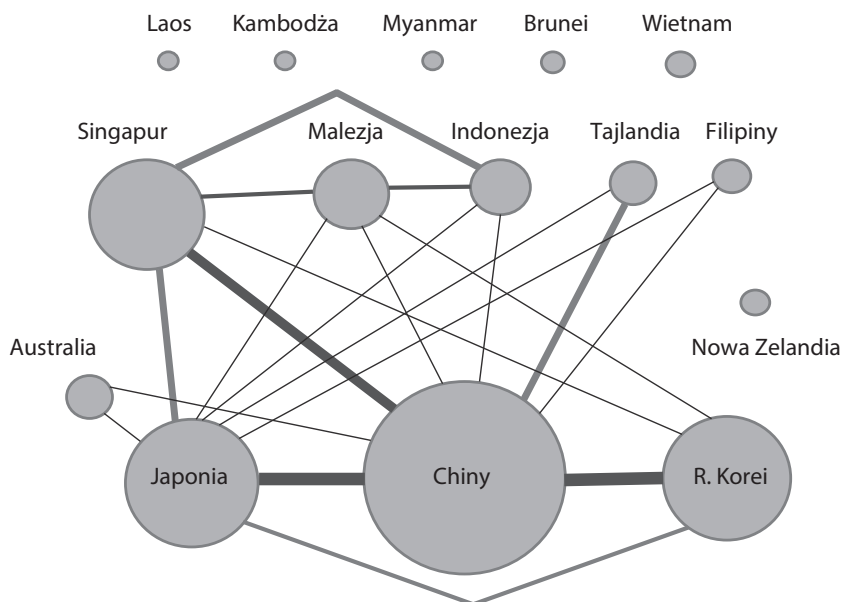 Laos
Kambodża
Myanmar
Brunei
Wietnam
Singapur
Malezja
Indonezja
Tajlandia
Filipiny
Australia
Nowa Zelandia
Japonia
Chiny
R. Korei